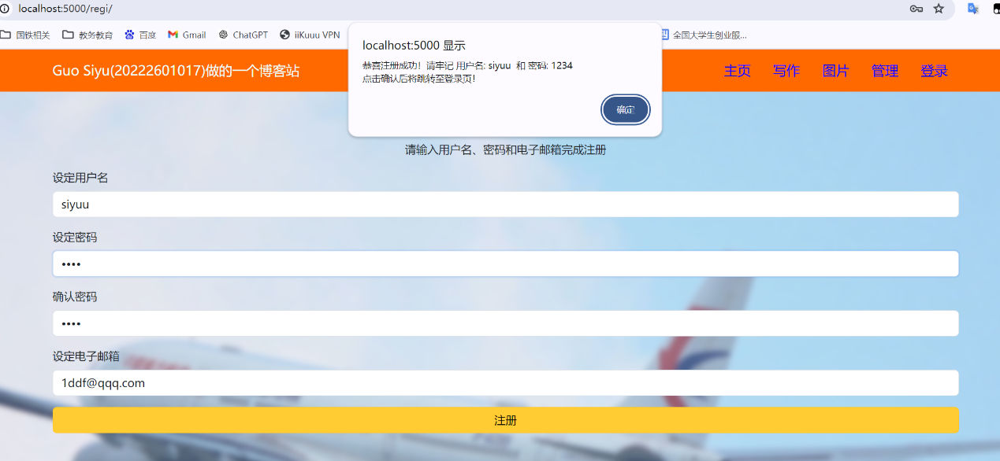 localhost:5000/regi/
国铁相关
教务教育
百度
Gmail
ChatGPT
iiKuuu VPN
全国大学生创业服...
localhost:5000 显示
恭喜注册成功！请牢记 用户名: siyuu 和 密码: 1234
点击确认后将跳转至登录页！
确定
Guo Siyu(20222601017)做的一个博客站
主页 写作 图片 管理 登录
请输入用户名、密码和电子邮箱完成注册
设定用户名
siyuu
设定密码
••••
确认密码
••••
设定电子邮箱
1ddf@qqq.com
注册